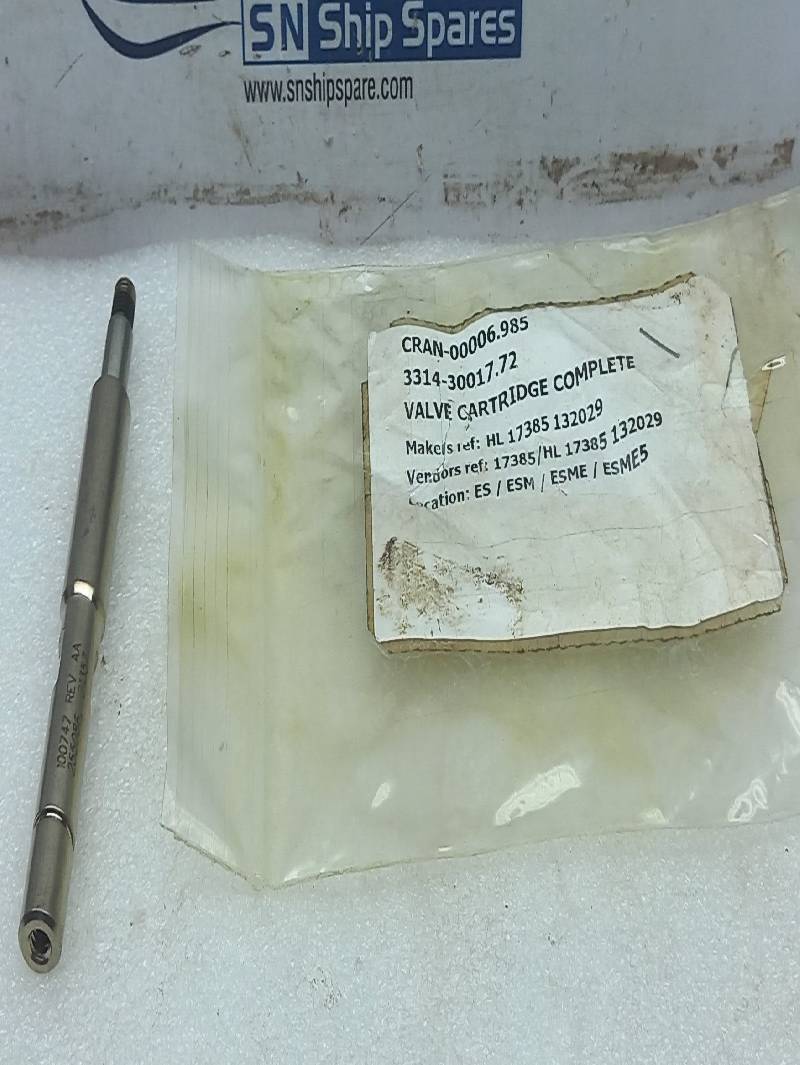 SN Ship Spares
www.snshipspare.com
CRAN-00006.985
3314-30017.72
VALVE CARTRIDGE COMPLETE
Makers ref: HL 17385 132029
Vendors ref: 17385/HL 17385 132029
Location: ES / ESM / ESME / ESME5
100747 REV AA